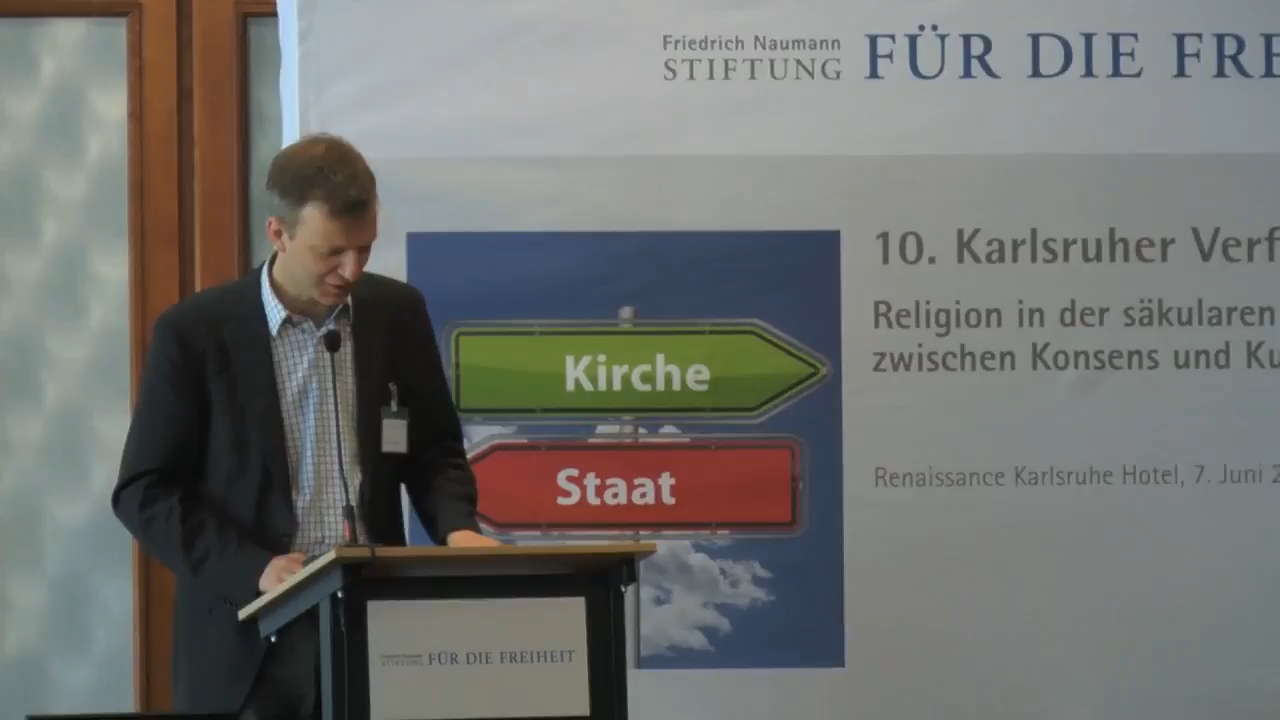 Friedrich Naumann
STIFTUNG FÜR DIE FRE
10. Karlsruher Verf
Religion in der säkularen
zwischen Konsens und Ku
Renaissance Karlsruhe Hotel, 7. Juni 2
Kirche
Staat
STIFTUNG FÜR DIE FREIHEIT